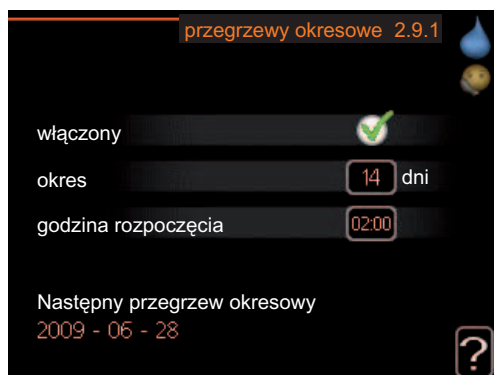 przegrzewy okresowe 2.9.1
włączony
okres 14 dni
godzina rozpoczęcia 02:00
Następny przegrzew okresowy
2009 - 06 - 28
?